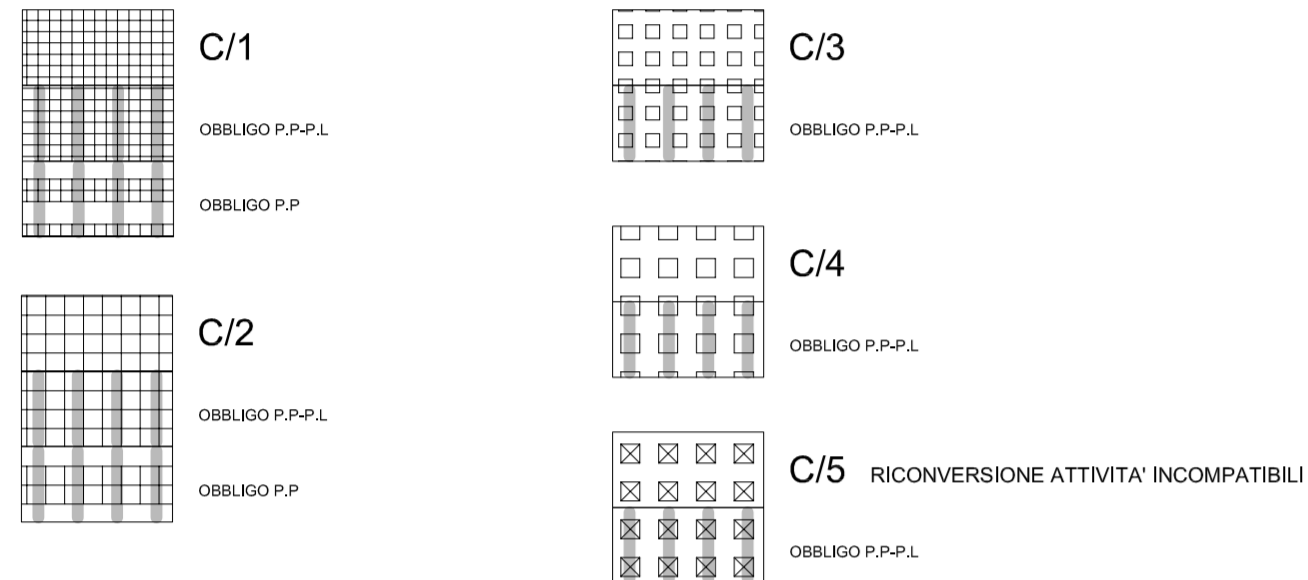 C/1
OBBLIGO P.P-P.L
OBBLIGO P.P
C/2
OBBLIGO P.P-P.L
OBBLIGO P.P
C/3
OBBLIGO P.P-P.L
C/4
OBBLIGO P.P-P.L
C/5 RICONVERSIONE ATTIVITA' INCOMPATIBILI
OBBLIGO P.P-P.L